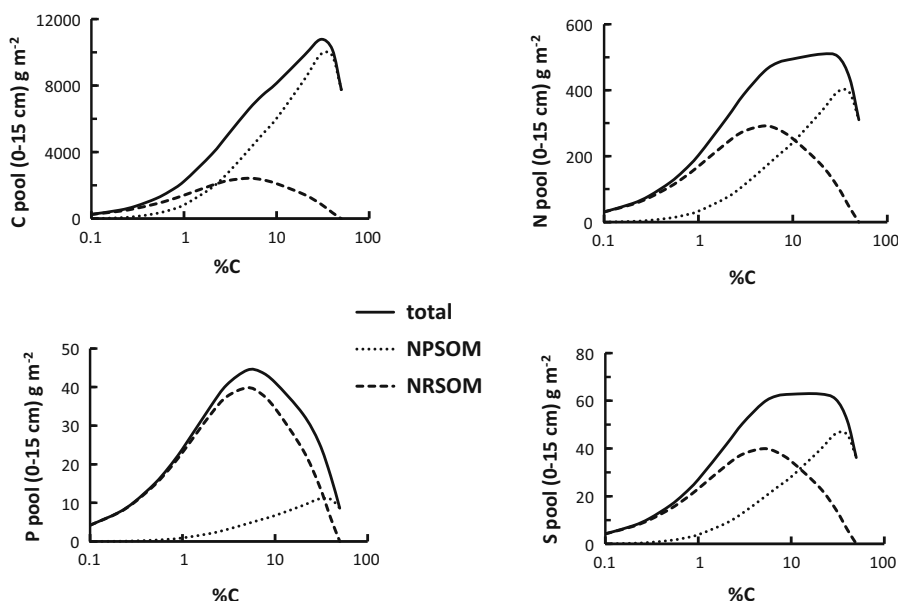 C pool (0-15 cm) g m⁻²
12000
10000
8000
6000
4000
2000
0
0.1 1 10 100
%C
N pool (0-15 cm) g m⁻²
600
400
200
0
0.1 1 10 100
%C
total
NPSOM
NRSOM
P pool (0-15 cm) g m⁻²
50
40
30
20
10
0
0.1 1 10 100
%C
S pool (0-15 cm) g m⁻²
80
60
40
20
0
0.1 1 10 100
%C